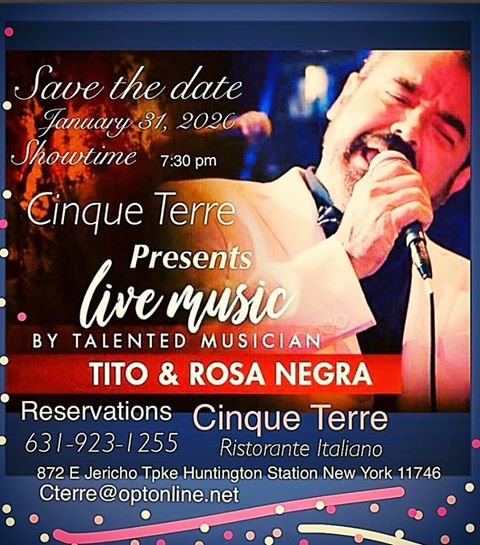 Save the date
January 31, 2020
Showtime 7:30 pm
Cinque Terre
Presents
live music
BY TALENTED MUSICIAN
TITO & ROSA NEGRA
Reservations Cinque Terre
631-923-1255 Ristorante Italiano
872 E Jericho Tpke Huntington Station New York 11746
Cterre@optonline.net